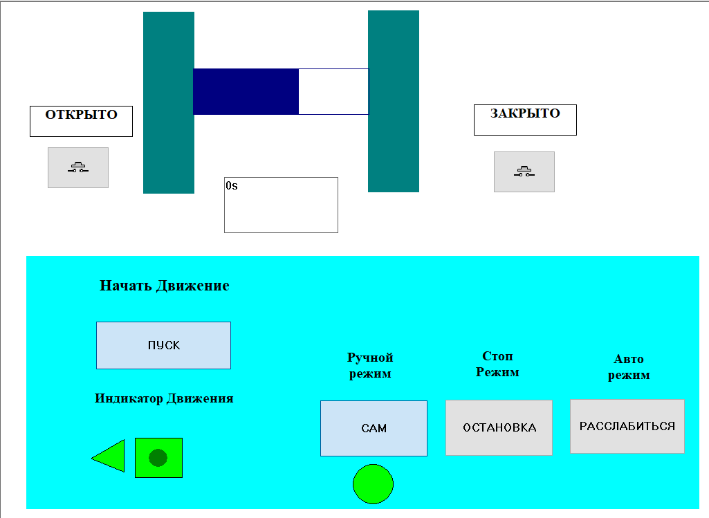 ОТКРЫТО
ЗАКРЫТО
0s
Начать Движение
ПУСК
Индикатор Движения
Ручной
режим
САМ
Стоп
Режим
ОСТАНОВКА
Авто
режим
РАССЛАБИТЬСЯ